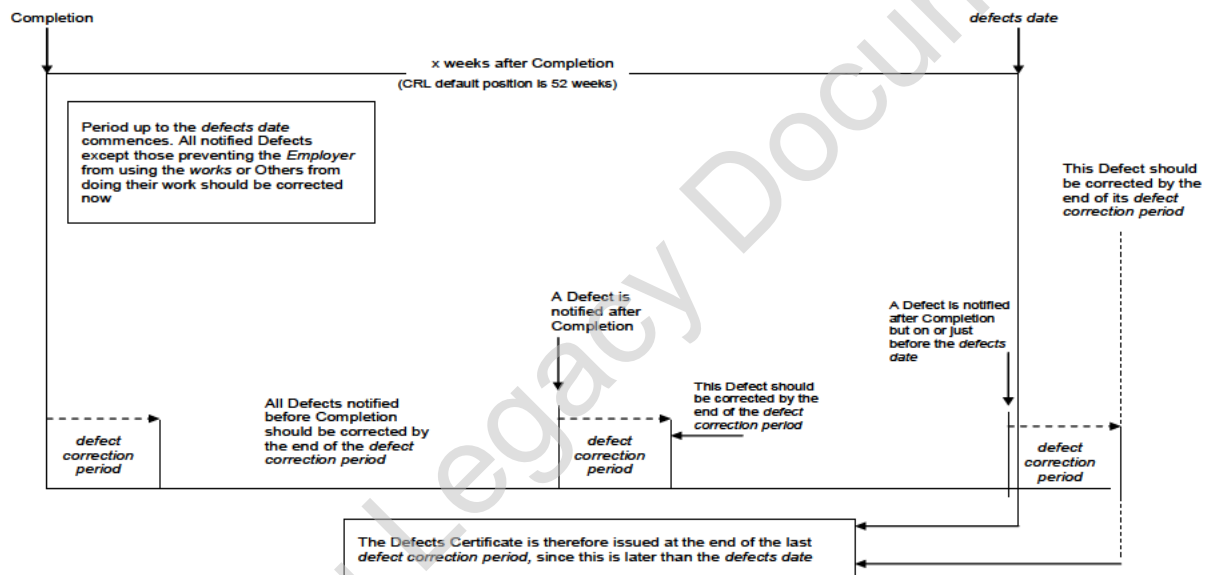 Completion
defects date
x weeks after Completion
(CRL default position is 52 weeks)
Period up to the defects date
commences. All notified Defects
except those preventing the Employer
from using the works or Others from
doing their work should be corrected
now
This Defect should
be corrected by the
end of its defect
correction period
A Defect is
notified after
Completion
A Defect is notified
after Completion
but on or just
before the defects
date
All Defects notified
before Completion
should be corrected by
the end of the defect
correction period
This Defect should
be corrected by the
end of the defect
correction period
defect
correction
period
defect
correction
period
defect
correction
period
The Defects Certificate is therefore issued at the end of the last
defect correction period, since this is later than the defects date
Legacy Docum